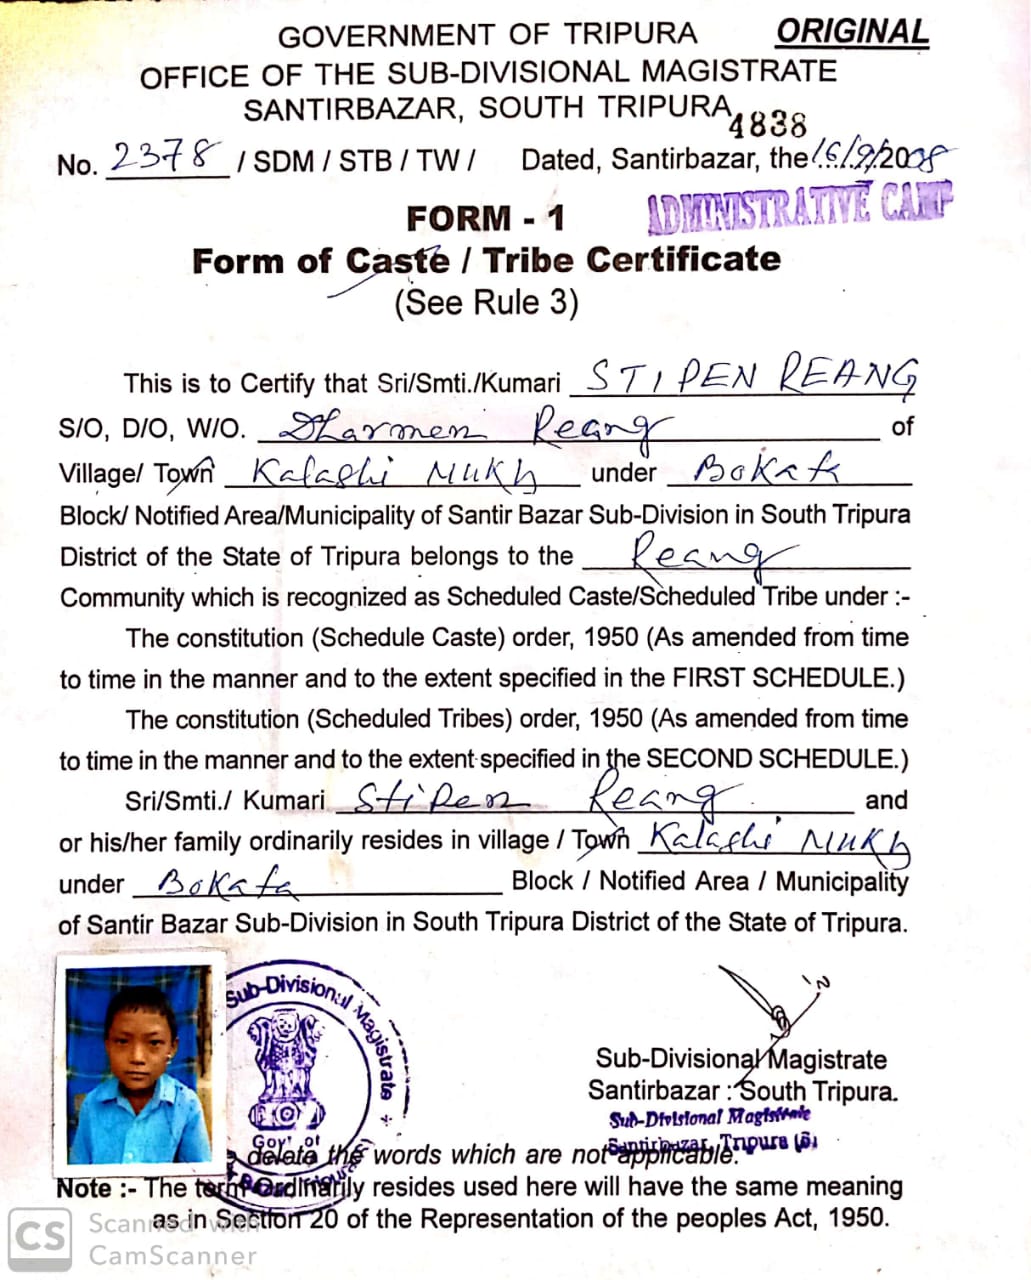 GOVERNMENT OF TRIPURA ORIGINAL
OFFICE OF THE SUB-DIVISIONAL MAGISTRATE
SANTIRBAZAR, SOUTH TRIPURA
4838
No. 2378 / SDM / STB / TW / Dated, Santirbazar, the 16/9/2008
ADMINISTRATIVE CAMP
FORM - 1
Form of Caste / Tribe Certificate
(See Rule 3)
This is to Certify that Sri/Smti./Kumari STIPEN REANG
S/O, D/O, W/O. Dharmen Reang of
Village/ Town Kalashi Mukh under Bokafa
Block/ Notified Area/Municipality of Santir Bazar Sub-Division in South Tripura
District of the State of Tripura belongs to the Reang
Community which is recognized as Scheduled Caste/Scheduled Tribe under :-
The constitution (Schedule Caste) order, 1950 (As amended from time
to time in the manner and to the extent specified in the FIRST SCHEDULE.)
The constitution (Scheduled Tribes) order, 1950 (As amended from time
to time in the manner and to the extent specified in the SECOND SCHEDULE.)
Sri/Smti./ Kumari Stipen Reang and
or his/her family ordinarily resides in village / Town Kalashi Mukh
under Bokafa Block / Notified Area / Municipality
of Santir Bazar Sub-Division in South Tripura District of the State of Tripura.
Sub-Divisional Magistrate
Govt of
Sub-Divisional Magistrate
Santirbazar : South Tripura.
Sub-Divisional Magistrate
Santirbazar, Tripura (S)
delete the words which are not applicable.
Note :- The term Ordinarily resides used here will have the same meaning
as in Section 20 of the Representation of the peoples Act, 1950.
CS Scanned with
CamScanner